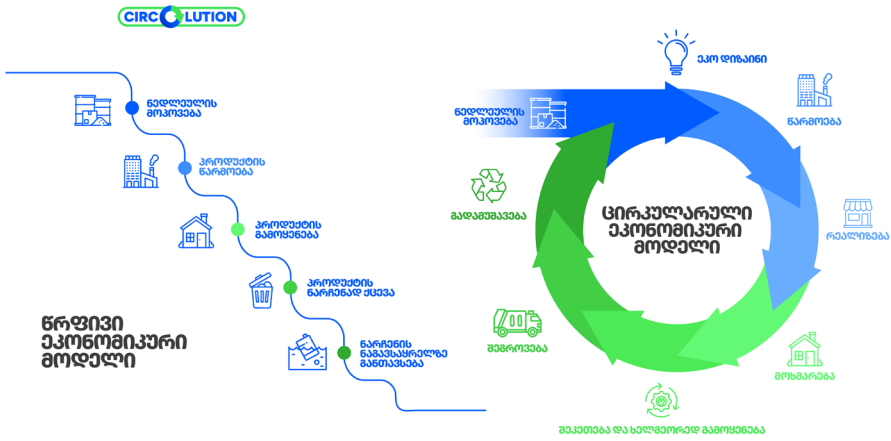 CIRCOLUTION
ნედლეულის
მოპოვება
პროდუქტის
წარმოება
პროდუქტის
გამოყენება
პროდუქტის
ნარჩენად ქცევა
ნარჩენის
ნაგავსაყრელზე
განთავსება
წრფივი
ეკონომიკური
მოდელი
ეკო დიზაინი
ნედლეულის
მოპოვება
წარმოება
გადამუშავება
ცირკულარული
ეკონომიკური
მოდელი
რეალიზება
შეგროვება
მოხმარება
შეკეთება და ხელმეორედ გამოყენება